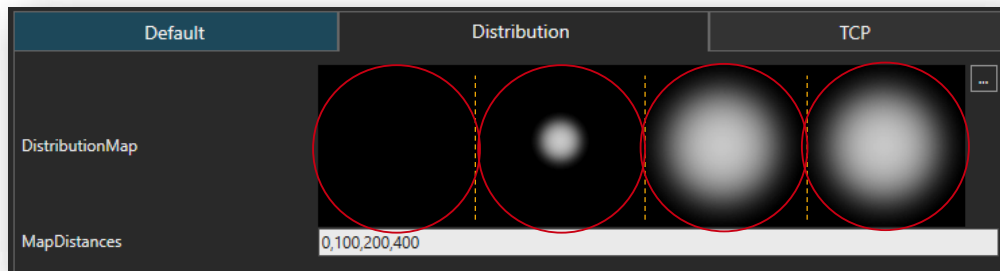 Default
Distribution
TCP
...
DistributionMap
MapDistances
0,100,200,400